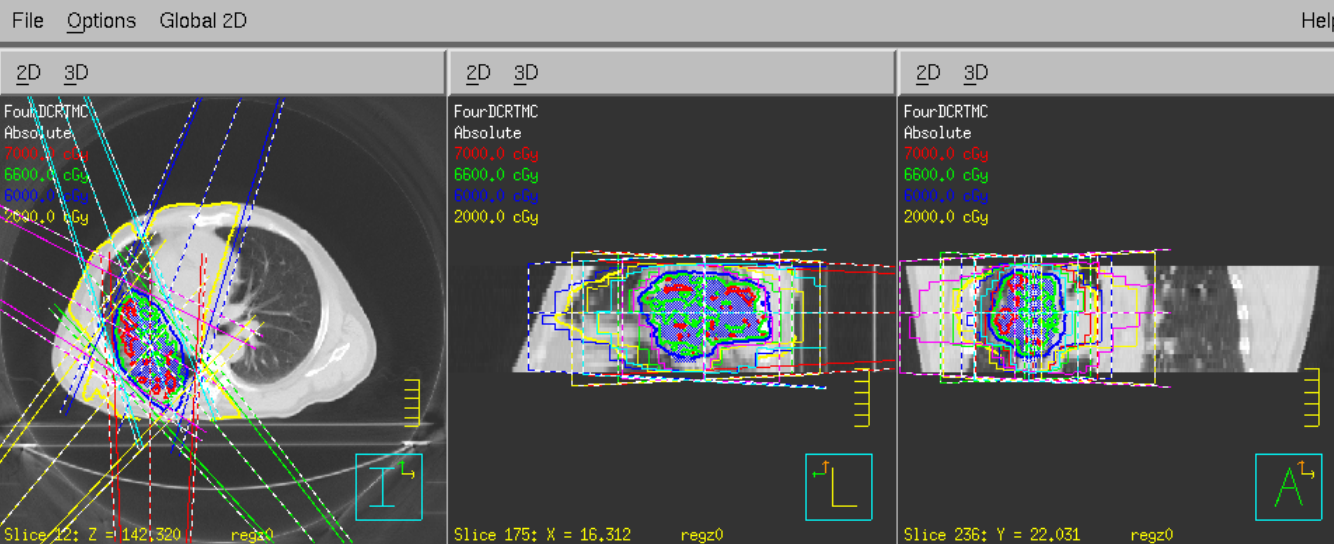 File Options Global 2D Help
2D 3D
FourDCRTMC
Absolute
7000.0 cGy
6600.0 cGy
6000.0 cGy
2000.0 cGy
I
Slice 12: Z = 142.320 regz0
2D 3D
FourDCRTMC
Absolute
7000.0 cGy
6600.0 cGy
6000.0 cGy
2000.0 cGy
L
Slice 175: X = 16.312 regz0
2D 3D
FourDCRTMC
Absolute
7000.0 cGy
6600.0 cGy
6000.0 cGy
2000.0 cGy
A
Slice 236: Y = 22.031 regz0